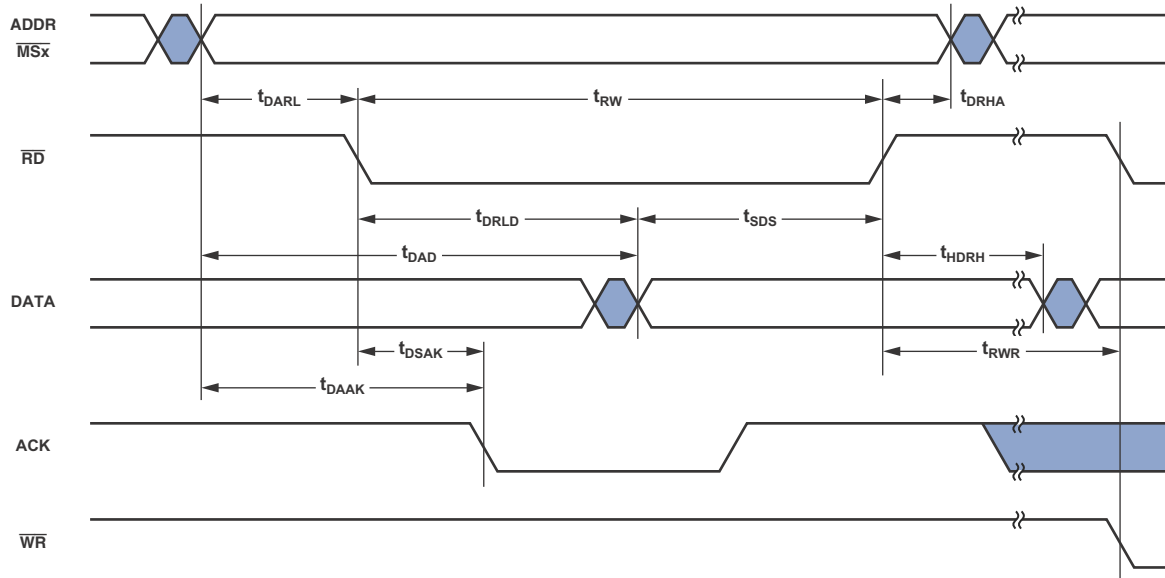 ADDR
MSx
tDARL
tRW
tDRHA
RD
tDRLD
tSDS
tDAD
tHDRH
DATA
tDSAK
tRWR
tDAAK
ACK
WR